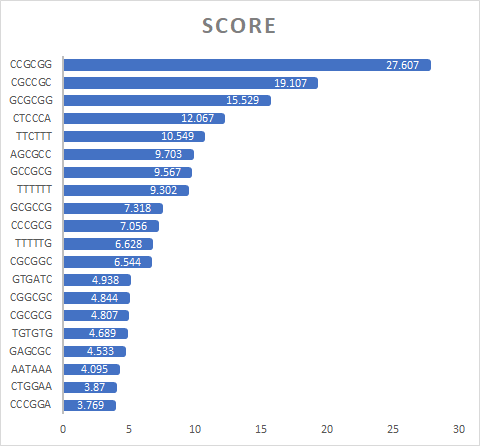 SCORE
CCGCGG 27.607
CGCCGC 19.107
GCGCGG 15.529
CTCCCA 12.067
TTCTTT 10.549
AGCGCC 9.703
GCCGCG 9.567
TTTTTT 9.302
GCGCCG 7.318
CCCGCG 7.056
TTTTTG 6.628
CGCGGC 6.544
GTGATC 4.938
CGGCGC 4.844
CGCGCG 4.807
TGTGTG 4.689
GAGCGC 4.533
AATAAA 4.095
CTGGAA 3.87
CCCGGA 3.769
0 5 10 15 20 25 30